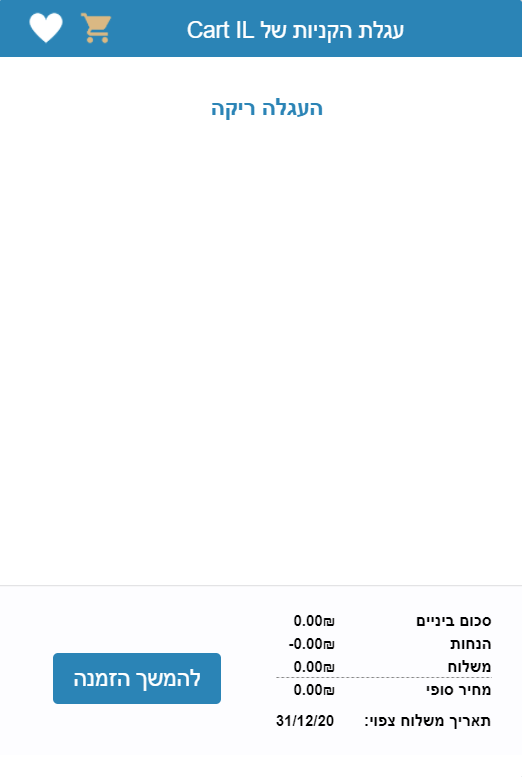 עגלת הקניות של Cart IL
העגלה ריקה
סכום ביניים ₪0.00
הנחות ₪0.00-
משלוח ₪0.00
מחיר סופי ₪0.00
תאריך משלוח צפוי: 31/12/20
להמשך הזמנה